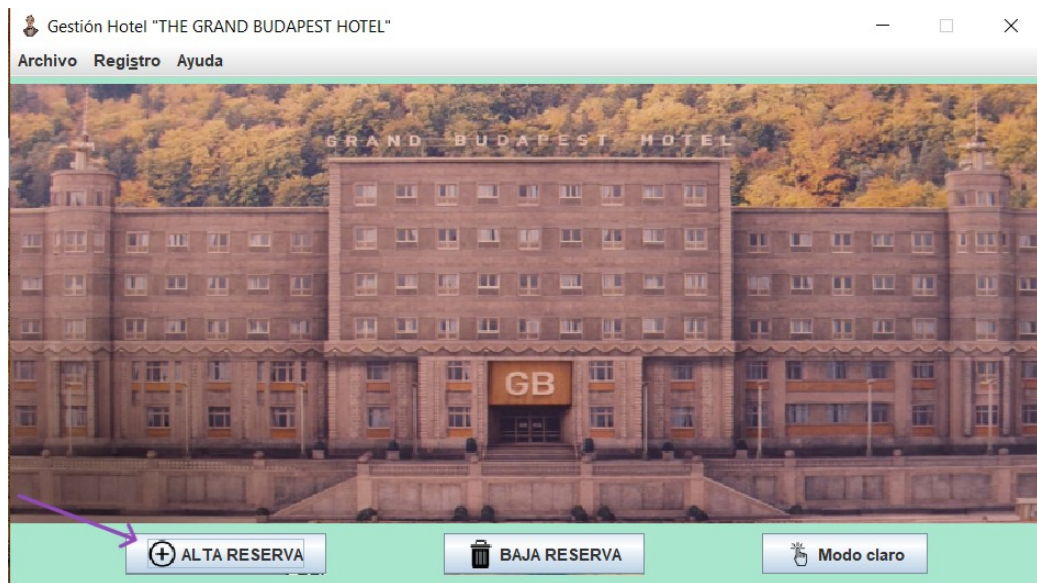 Gestión Hotel "THE GRAND BUDAPEST HOTEL"
Archivo Registro Ayuda
GRAND BUDAPEST HOTEL
GB
ALTA RESERVA
BAJA RESERVA
Modo claro